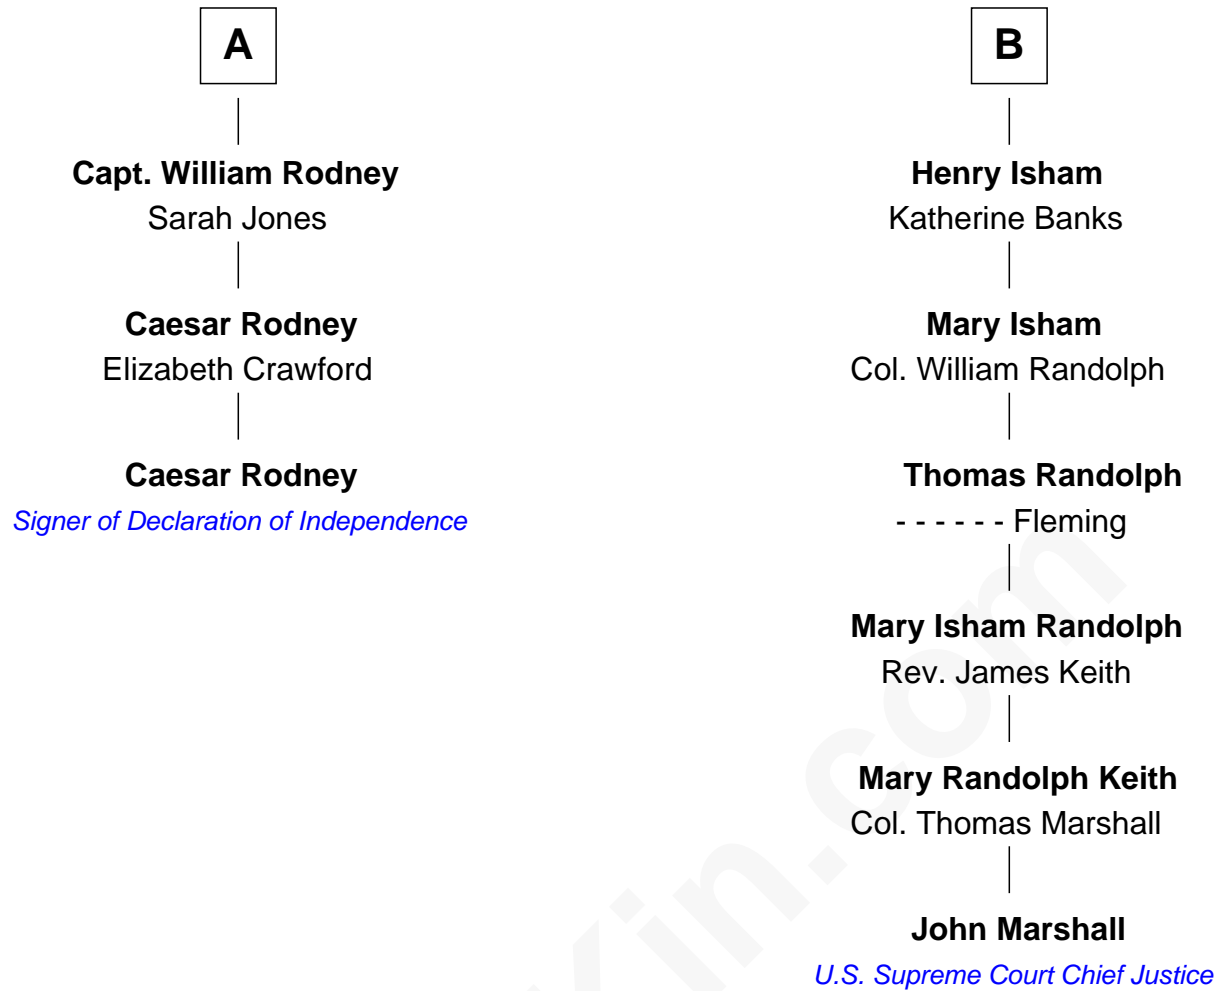 A
Capt. William Rodney
Sarah Jones
Caesar Rodney
Elizabeth Crawford
Caesar Rodney
Signer of Declaration of Independence
B
Henry Isham
Katherine Banks
Mary Isham
Col. William Randolph
Thomas Randolph
- - - - - - Fleming
Mary Isham Randolph
Rev. James Keith
Mary Randolph Keith
Col. Thomas Marshall
John Marshall
U.S. Supreme Court Chief Justice
Kin.com